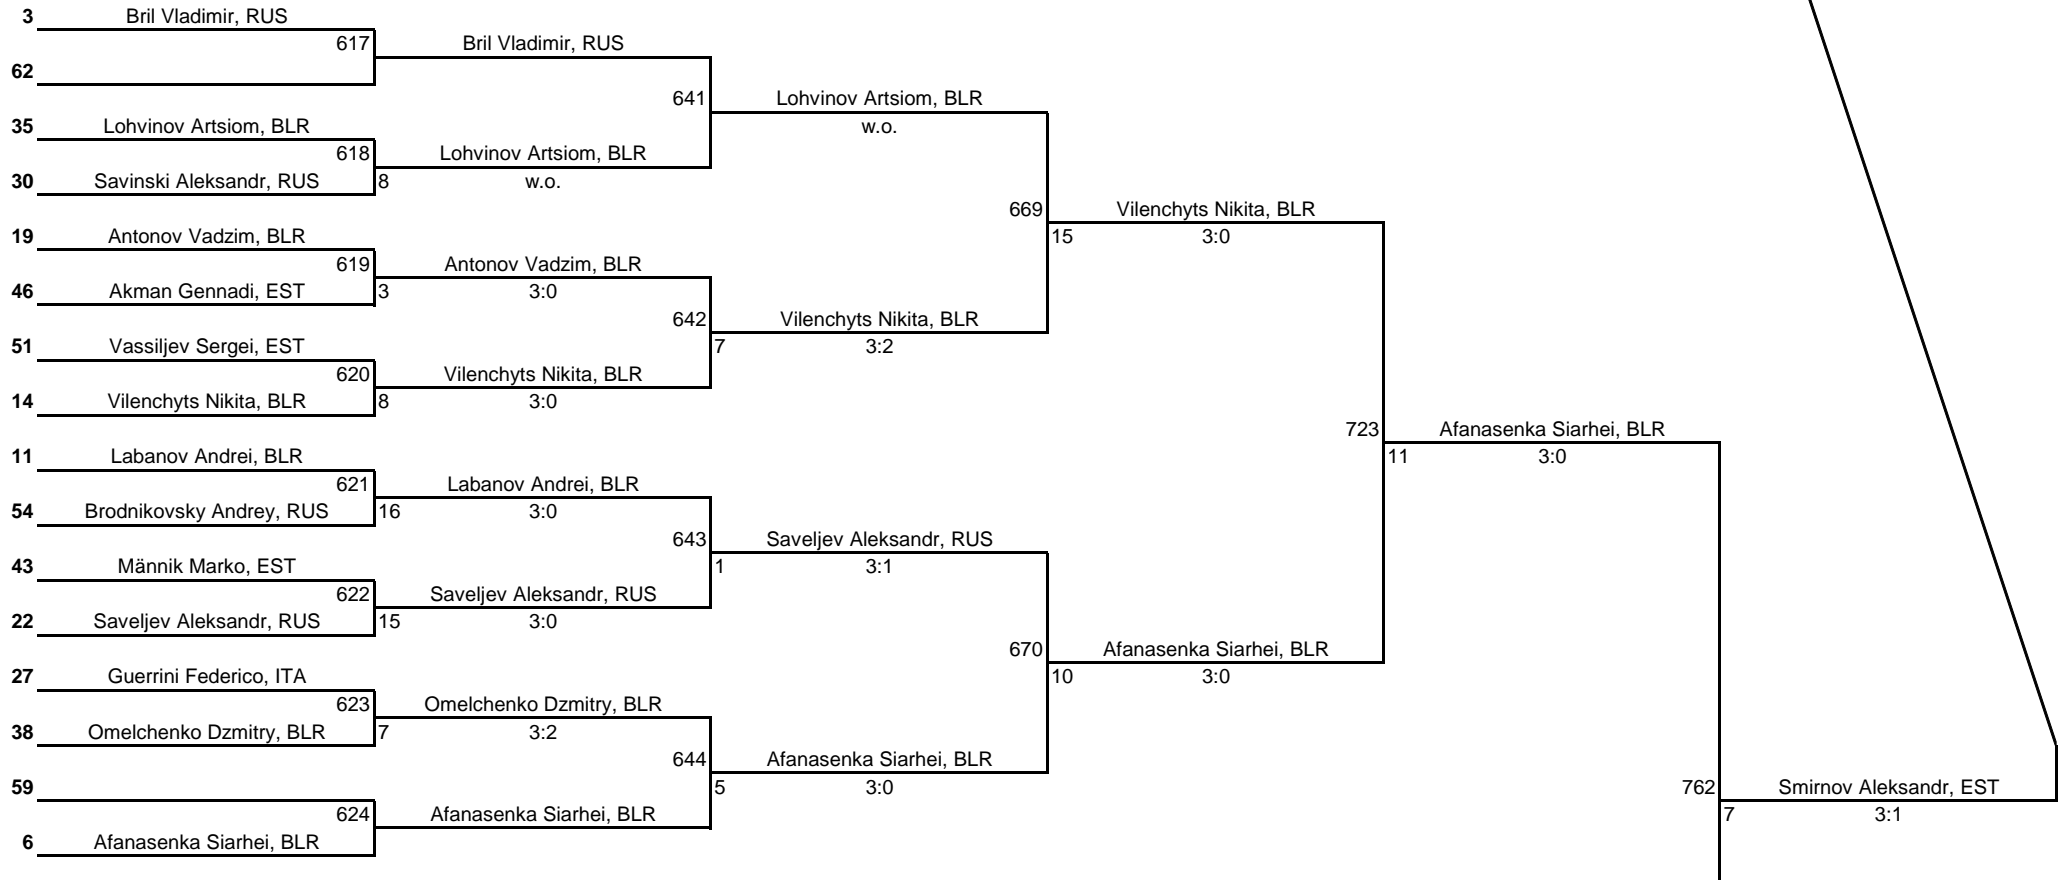 3 Bril Vladimir, RUS
617 Bril Vladimir, RUS
62
641 Lohvinov Artsiom, BLR
35 Lohvinov Artsiom, BLR w.o.
618 Lohvinov Artsiom, BLR
30 Savinski Aleksandr, RUS 8 w.o.
669 Vilenchyts Nikita, BLR
19 Antonov Vadzim, BLR 15 3:0
619 Antonov Vadzim, BLR
46 Akman Gennadi, EST 3 3:0
642 Vilenchyts Nikita, BLR
51 Vassiljev Sergei, EST 7 3:2
620 Vilenchyts Nikita, BLR
14 Vilenchyts Nikita, BLR 8 3:0
723 Afanasenka Siarhei, BLR
11 Labanov Andrei, BLR 11 3:0
621 Labanov Andrei, BLR
54 Brodnikovsky Andrey, RUS 16 3:0
643 Saveljev Aleksandr, RUS
43 Männik Marko, EST 1 3:1
622 Saveljev Aleksandr, RUS
22 Saveljev Aleksandr, RUS 15 3:0
670 Afanasenka Siarhei, BLR
27 Guerrini Federico, ITA 10 3:0
623 Omelchenko Dzmitry, BLR
38 Omelchenko Dzmitry, BLR 7 3:2
644 Afanasenka Siarhei, BLR
59 5 3:0 762 Smirnov Aleksandr, EST
624 Afanasenka Siarhei, BLR 7 3:1
6 Afanasenka Siarhei, BLR